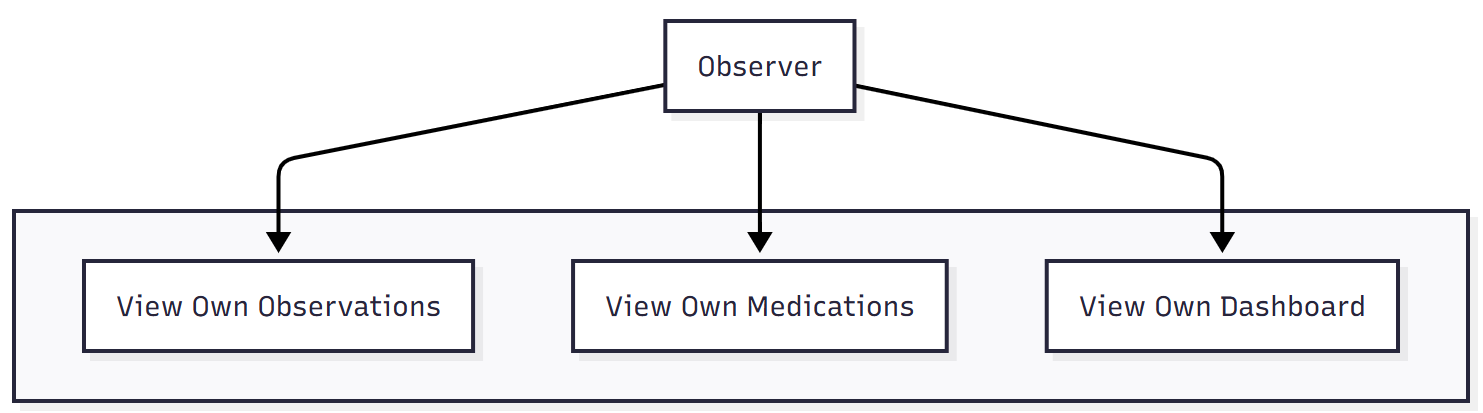 Observer
View Own Observations
View Own Medications
View Own Dashboard